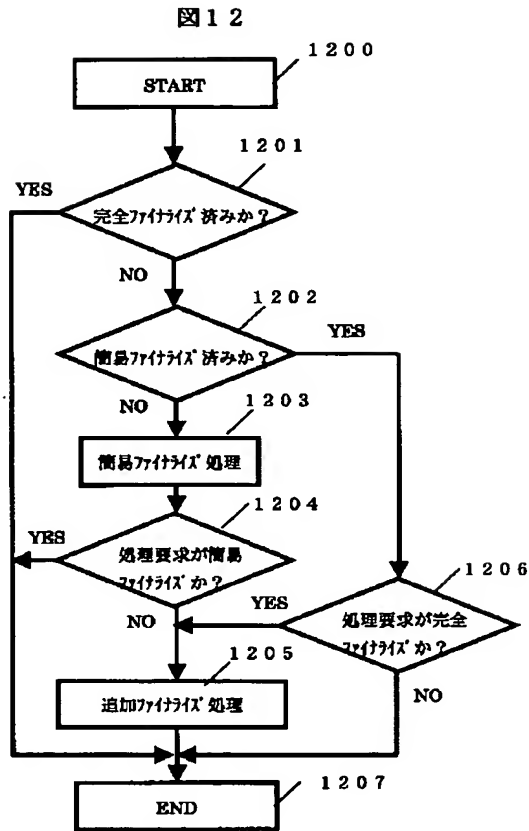 図12
1200
START
1201
YES
完全ファイナライズ済みか？
NO
1202
YES
簡易ファイナライズ済みか？
NO
1203
簡易ファイナライズ処理
1204
YES
処理要求が簡易
ファイナライズか？
NO
1206
YES
処理要求が完全
ファイナライズか？
NO
1205
追加ファイナライズ処理
1207
END